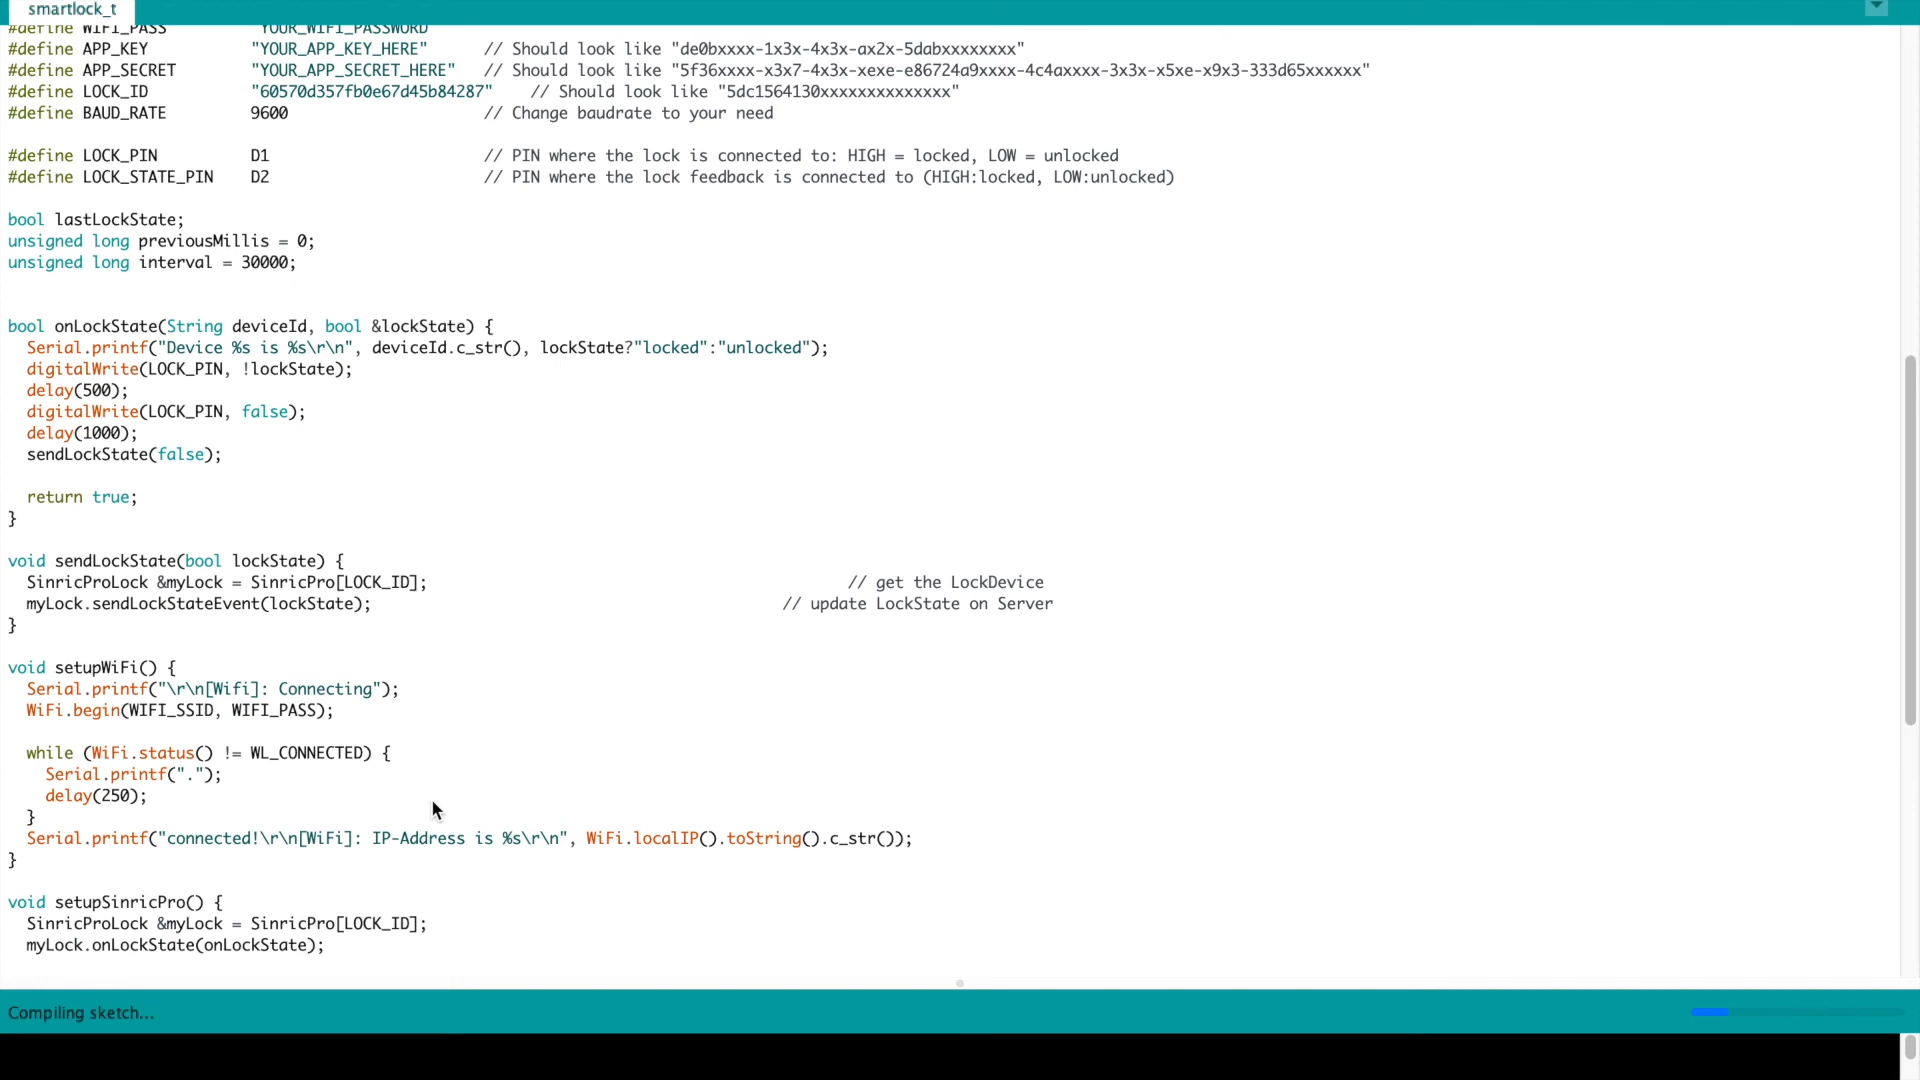 smartlock_t
#define WIFI_PASS "YOUR_WIFI_PASSWORD"
#define APP_KEY "YOUR_APP_KEY_HERE" // Should look like "de0bxxxx-1x3x-4x3x-ax2x-5dabxxxxxxxx"
#define APP_SECRET "YOUR_APP_SECRET_HERE" // Should look like "5f36xxxx-x3x7-4x3x-xexe-e86724a9xxxx-4c4axxxx-3x3x-x5xe-x9x3-333d65xxxxxx"
#define LOCK_ID "60570d357fb0e67d45b84287" // Should look like "5dc1564130xxxxxxxxxxxxxx"
#define BAUD_RATE 9600 // Change baudrate to your need
#define LOCK_PIN D1 // PIN where the lock is connected to: HIGH = locked, LOW = unlocked
#define LOCK_STATE_PIN D2 // PIN where the lock feedback is connected to (HIGH:locked, LOW:unlocked)
bool lastLockState;
unsigned long previousMillis = 0;
unsigned long interval = 30000;
bool onLockState(String deviceId, bool &lockState) {
Serial.printf("Device %s is %s\r\n", deviceId.c_str(), lockState?"locked":"unlocked");
digitalWrite(LOCK_PIN, !lockState);
delay(500);
digitalWrite(LOCK_PIN, false);
delay(1000);
sendLockState(false);
return true;
}
void sendLockState(bool lockState) {
SinricProLock &myLock = SinricPro[LOCK_ID]; // get the LockDevice
myLock.sendLockStateEvent(lockState); // update LockState on Server
}
void setupWiFi() {
Serial.printf("\r\n[Wifi]: Connecting");
WiFi.begin(WIFI_SSID, WIFI_PASS);
while (WiFi.status() != WL_CONNECTED) {
Serial.printf(".");
delay(250);
}
Serial.printf("connected!\r\n[WiFi]: IP-Address is %s\r\n", WiFi.localIP().toString().c_str());
}
void setupSinricPro() {
SinricProLock &myLock = SinricPro[LOCK_ID];
myLock.onLockState(onLockState);
Compiling sketch...